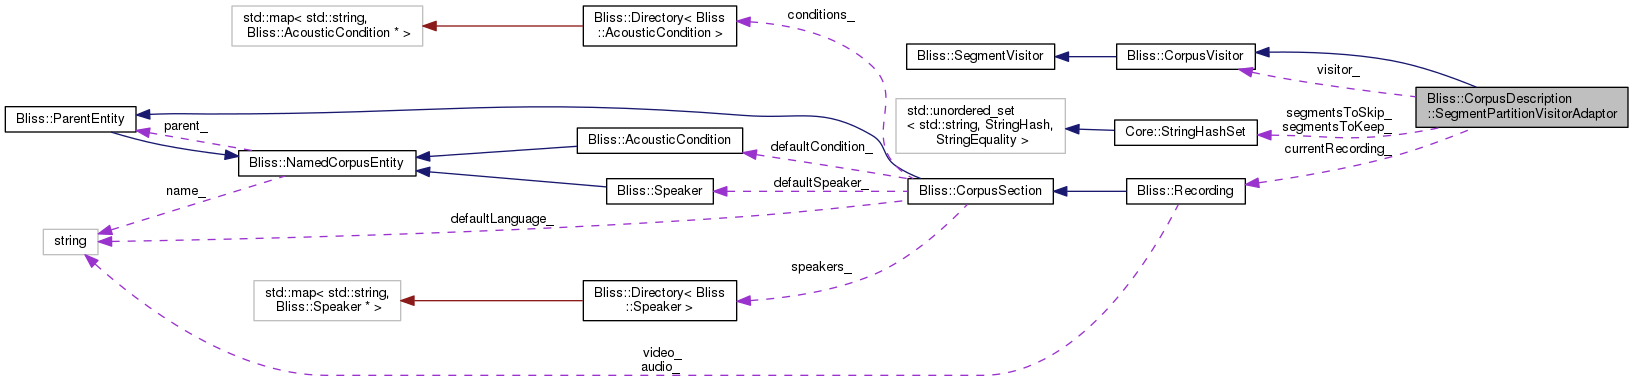 std::map< std::string,
Bliss::AcousticCondition * >
Bliss::Directory< Bliss
::AcousticCondition >
conditions_
Bliss::SegmentVisitor
Bliss::CorpusVisitor
visitor_
Bliss::CorpusDescription
::SegmentPartitionVisitorAdaptor
std::unordered_set
< std::string, StringHash,
StringEquality >
Core::StringHashSet
segmentsToSkip_
segmentsToKeep_
currentRecording_
Bliss::ParentEntity
parent_
Bliss::NamedCorpusEntity
Bliss::AcousticCondition
defaultCondition_
Bliss::Speaker
defaultSpeaker_
Bliss::CorpusSection
Bliss::Recording
name_
defaultLanguage_
string
speakers_
std::map< std::string,
Bliss::Speaker * >
Bliss::Directory< Bliss
::Speaker >
video_
audio_